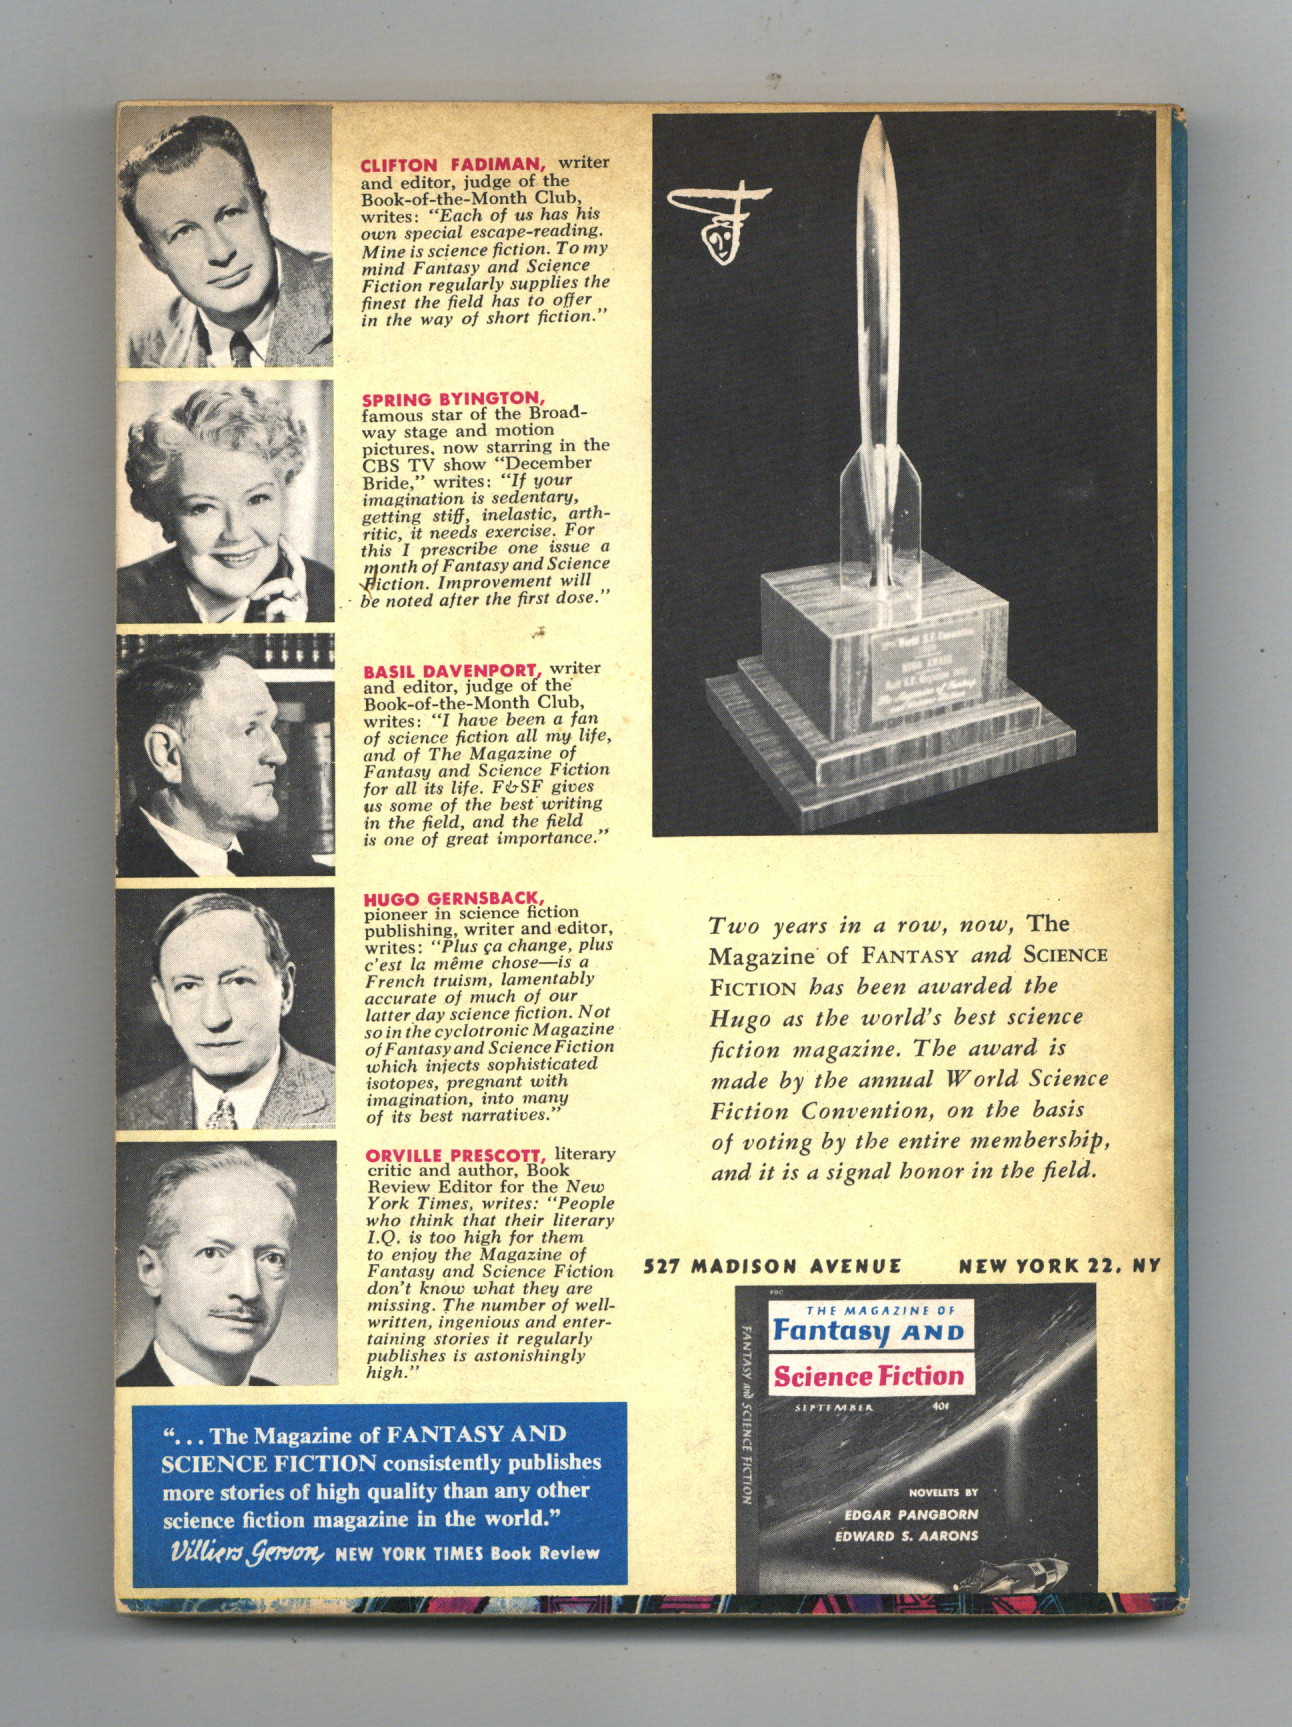 CLIFTON FADIMAN, writer
and editor, judge of the
Book-of-the-Month Club,
writes: “Each of us has his
own special escape-reading.
Mine is science fiction. To my
mind Fantasy and Science
Fiction regularly supplies the
finest the field has to offer
in the way of short fiction.”
SPRING BYINGTON,
famous star of the Broad-
way stage and motion
pictures, now starring in the
CBS TV show “December
Bride,” writes: “If your
imagination is sedentary,
getting stiff, inelastic, arth-
ritic, it needs exercise. For
this I prescribe one issue a
month of Fantasy and Science
Fiction. Improvement will
be noted after the first dose.”
BASIL DAVENPORT, writer
and editor, judge of the
Book-of-the-Month Club,
writes: “I have been a fan
of science fiction all my life,
and of The Magazine of
Fantasy and Science Fiction
for all its life. F&SF gives
us some of the best writing
in the field, and the field
is one of great importance.”
HUGO GERNSBACK,
pioneer in science fiction
publishing, writer and editor,
writes: “Plus ça change, plus
c’est la même chose—is a
French truism, lamentably
accurate of much of our
latter day science fiction. Not
so in the cyclotronic Magazine
of Fantasy and Science Fiction
which injects sophisticated
isotopes, pregnant with
imagination, into many
of its best narratives.”
ORVILLE PRESCOTT, literary
critic and author, Book
Review Editor for the New
York Times, writes: “People
who think that their literary
I.Q. is too high for them
to enjoy the Magazine of
Fantasy and Science Fiction
don’t know what they are
missing. The number of well-
written, ingenious and enter-
taining stories it regularly
publishes is astonishingly
high.”
“. . . The Magazine of FANTASY AND
SCIENCE FICTION consistently publishes
more stories of high quality than any other
science fiction magazine in the world.”
Villiers Gerson, NEW YORK TIMES Book Review
HUGO AWARD
Two years in a row, now, The
Magazine of FANTASY and SCIENCE
FICTION has been awarded the
Hugo as the world’s best science
fiction magazine. The award is
made by the annual World Science
Fiction Convention, on the basis
of voting by the entire membership,
and it is a signal honor in the field.
527 MADISON AVENUE NEW YORK 22, NY
FANTASY and SCIENCE FICTION
THE MAGAZINE OF
Fantasy AND
Science Fiction
SEPTEMBER 40¢
NOVELETS BY
EDGAR PANGBORN
EDWARD S. AARONS